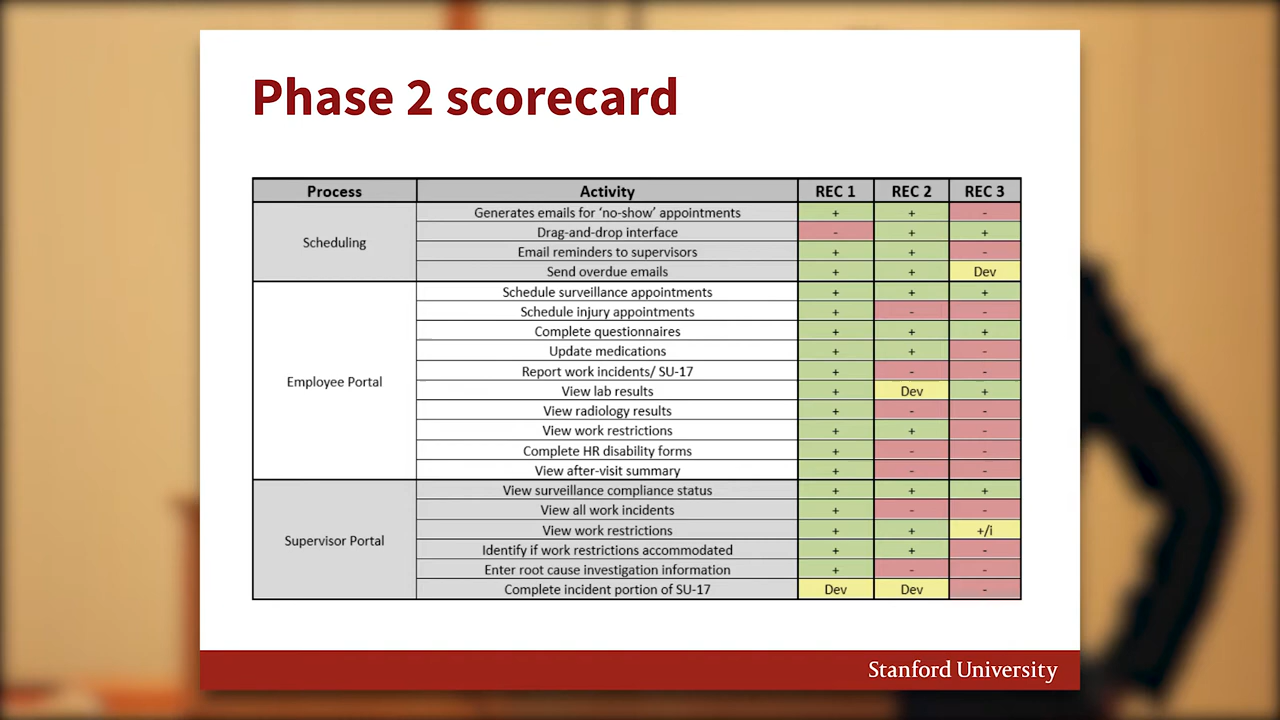 Phase 2 scorecard
Process Activity REC 1 REC 2 REC 3
Scheduling
Generates emails for ‘no-show’ appointments + + -
Drag-and-drop interface - + +
Email reminders to supervisors + + -
Send overdue emails + + Dev
Employee Portal
Schedule surveillance appointments + + +
Schedule injury appointments + - -
Complete questionnaires + + +
Update medications + + -
Report work incidents/ SU-17 + - -
View lab results + Dev +
View radiology results + - -
View work restrictions + + -
Complete HR disability forms + - -
View after-visit summary + - -
Supervisor Portal
View surveillance compliance status + + +
View all work incidents + - -
View work restrictions + + +/i
Identify if work restrictions accommodated + + -
Enter root cause investigation information + - -
Complete incident portion of SU-17 Dev Dev -
Stanford University